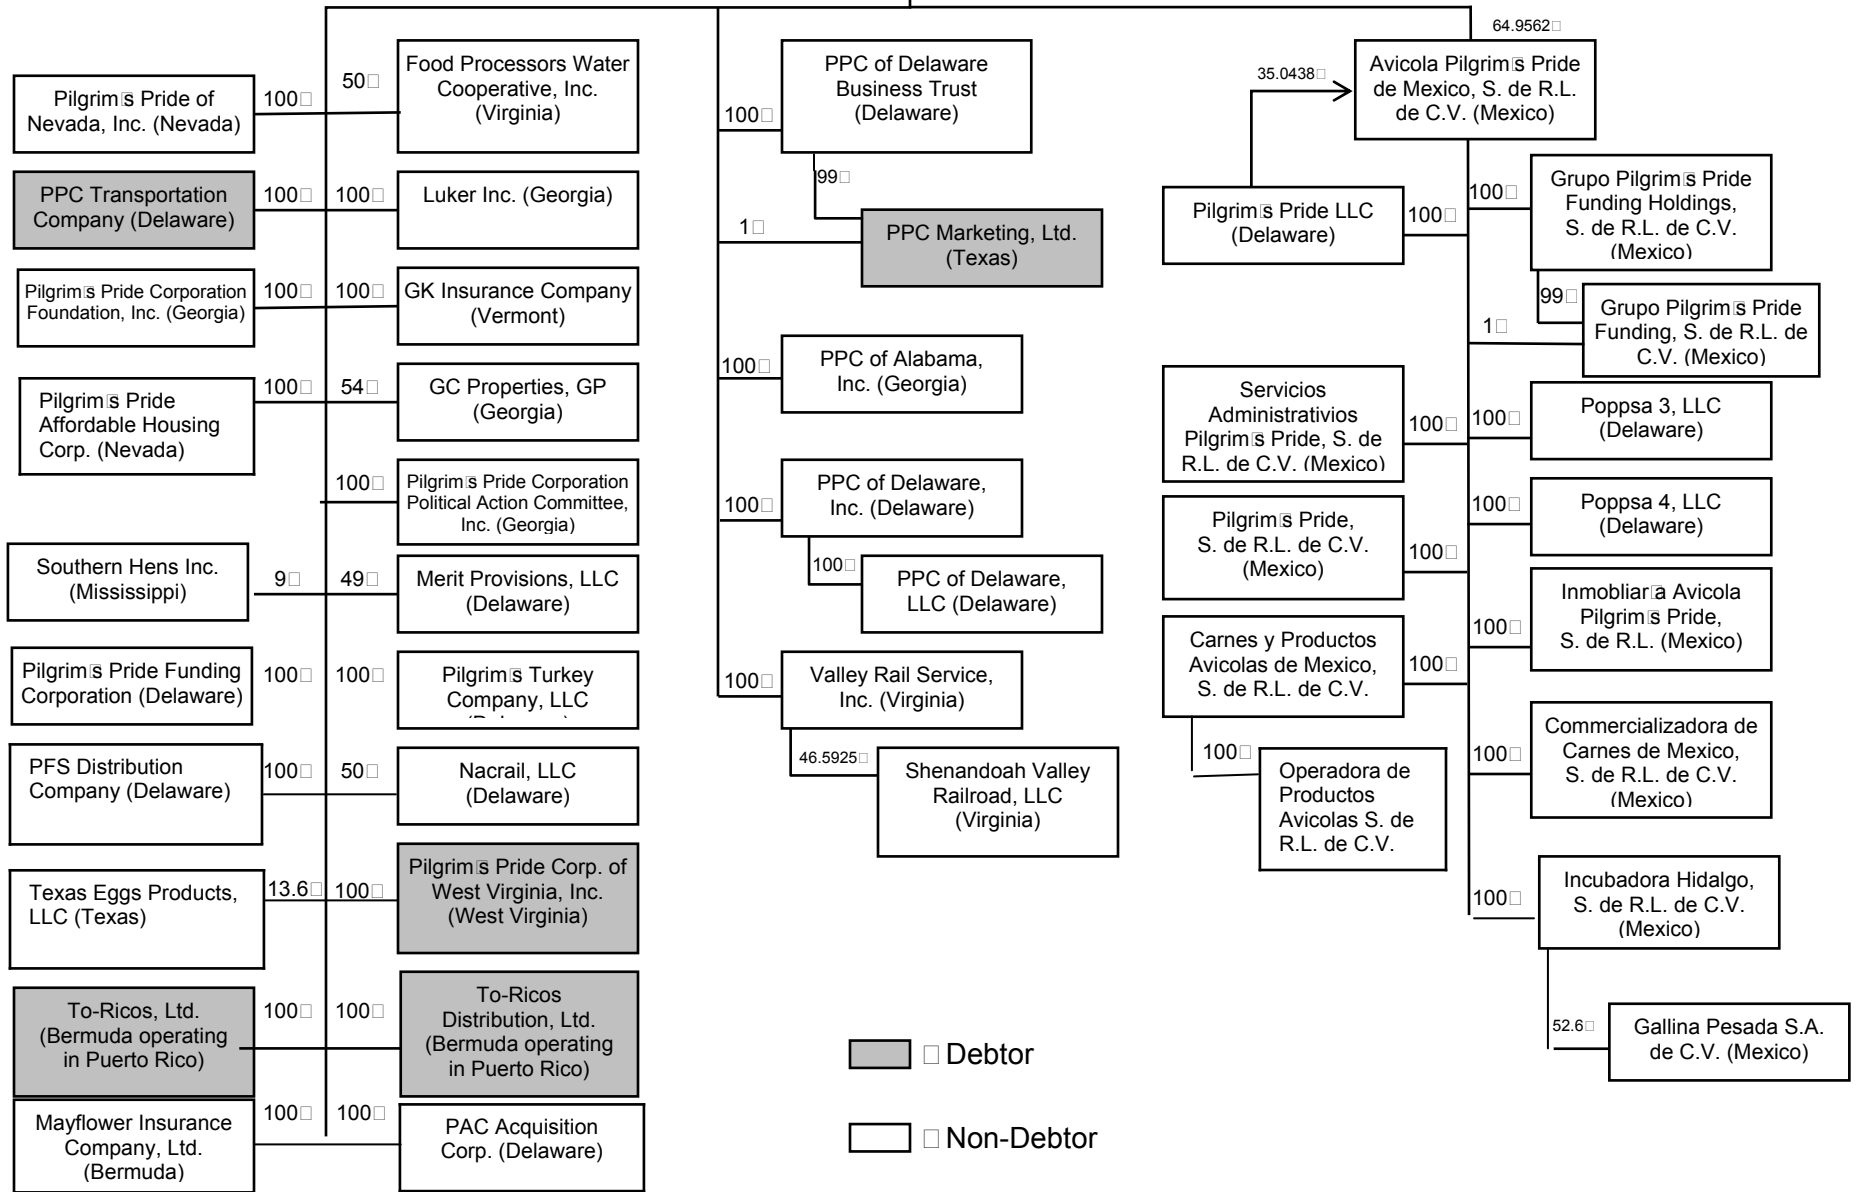 64.9562□
Pilgrim□s Pride of
Nevada, Inc. (Nevada)
100□
50□
Food Processors Water
Cooperative, Inc.
(Virginia)
PPC Transportation
Company (Delaware)
100□
100□
Luker Inc. (Georgia)
Pilgrim□s Pride Corporation
Foundation, Inc. (Georgia)
100□
100□
GK Insurance Company
(Vermont)
Pilgrim□s Pride
Affordable Housing
Corp. (Nevada)
100□
54□
GC Properties, GP
(Georgia)
100□
Pilgrim□s Pride Corporation
Political Action Committee,
Inc. (Georgia)
Southern Hens Inc.
(Mississippi)
9□
49□
Merit Provisions, LLC
(Delaware)
Pilgrim□s Pride Funding
Corporation (Delaware)
100□
100□
Pilgrim□s Turkey
Company, LLC
PFS Distribution
Company (Delaware)
100□
50□
Nacrail, LLC
(Delaware)
Texas Eggs Products,
LLC (Texas)
13.6□
100□
Pilgrim□s Pride Corp. of
West Virginia, Inc.
(West Virginia)
To-Ricos, Ltd.
(Bermuda operating
in Puerto Rico)
100□
100□
To-Ricos
Distribution, Ltd.
(Bermuda operating
in Puerto Rico)
Mayflower Insurance
Company, Ltd.
(Bermuda)
100□
100□
PAC Acquisition
Corp. (Delaware)
100□
PPC of Delaware
Business Trust
(Delaware)
99□
1□
PPC Marketing, Ltd.
(Texas)
100□
PPC of Alabama,
Inc. (Georgia)
100□
PPC of Delaware,
Inc. (Delaware)
100□
PPC of Delaware,
LLC (Delaware)
100□
Valley Rail Service,
Inc. (Virginia)
46.5925□
Shenandoah Valley
Railroad, LLC
(Virginia)
□ Debtor
□ Non-Debtor
35.0438□
Avicola Pilgrim□s Pride
de Mexico, S. de R.L.
de C.V. (Mexico)
Pilgrim□s Pride LLC
(Delaware)
100□
100□
Grupo Pilgrim□s Pride
Funding Holdings,
S. de R.L. de C.V.
(Mexico)
99□
1□
Grupo Pilgrim□s Pride
Funding, S. de R.L. de
C.V. (Mexico)
Servicios
Administrativios
Pilgrim□s Pride, S. de
R.L. de C.V. (Mexico)
100□
100□
Poppsa 3, LLC
(Delaware)
Pilgrim□s Pride,
S. de R.L. de C.V.
(Mexico)
100□
100□
Poppsa 4, LLC
(Delaware)
100□
Inmobliar□a Avicola
Pilgrim□s Pride,
S. de R.L. (Mexico)
Carnes y Productos
Avicolas de Mexico,
S. de R.L. de C.V.
100□
100□
Operadora de
Productos
Avicolas S. de
R.L. de C.V.
100□
Commercializadora de
Carnes de Mexico,
S. de R.L. de C.V.
(Mexico)
100□
Incubadora Hidalgo,
S. de R.L. de C.V.
(Mexico)
52.6□
Gallina Pesada S.A.
de C.V. (Mexico)